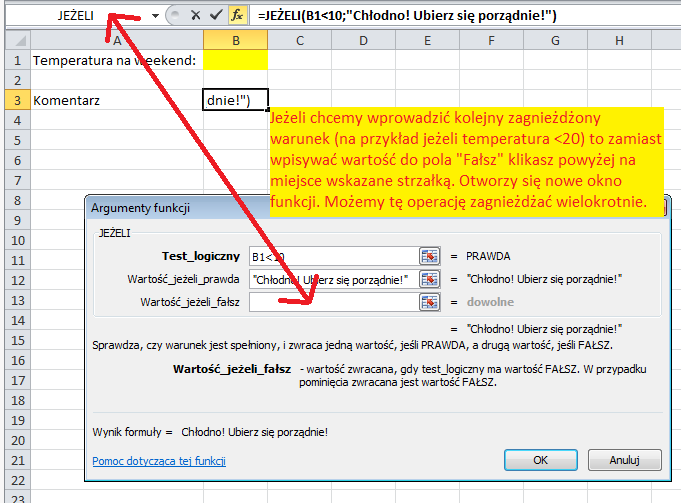 JEŻELI fx =JEŻELI(B1<10;"Chłodno! Ubierz się porządnie!")
A B C D E F G H
1 Temperatura na weekend:
2
3 Komentarz dnie!")
4
5
6
7
8
9
10
11
12
13
14
15
16
17
18
19
20
21
22
23
Jeżeli chcemy wprowadzić kolejny zagnieżdżony
warunek (na przykład jeżeli temperatura <20) to zamiast
wpisywać wartość do pola "Fałsz" klikasz powyżej na
miejsce wskazane strzałką. Otworzy się nowe okno
funkcji. Możemy tę operację zagnieżdżać wielokrotnie.
Argumenty funkcji
JEŻELI
Test_logiczny B1<10 = PRAWDA
Wartość_jeżeli_prawda "Chłodno! Ubierz się porządnie!" = "Chłodno! Ubierz się porządnie!"
Wartość_jeżeli_fałsz = dowolne
= "Chłodno! Ubierz się porządnie!"
Sprawdza, czy warunek jest spełniony, i zwraca jedną wartość, jeśli PRAWDA, a drugą wartość, jeśli FAŁSZ.
Wartość_jeżeli_fałsz - wartość zwracana, gdy test_logiczny ma wartość FAŁSZ. W przypadku
pominięcia zwracana jest wartość FAŁSZ.
Wynik formuły = Chłodno! Ubierz się porządnie!
Pomoc dotycząca tej funkcji
OK Anuluj